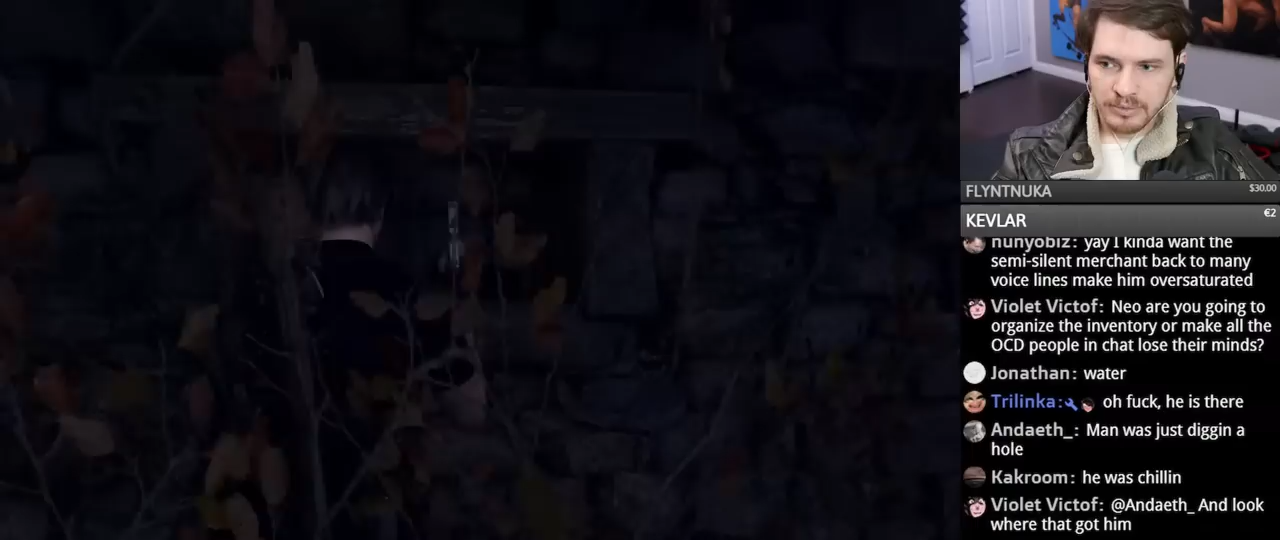 FLYNTNUKA $30.00
KEVLAR €2
nunyobiz: yay I kinda want the
semi-silent merchant back to many
voice lines make him oversaturated
Violet Victof: Neo are you going to
organize the inventory or make all the
OCD people in chat lose their minds?
Jonathan: water
Trilinka: oh fuck, he is there
Andaeth_: Man was just diggin a
hole
Kakroom: he was chillin
Violet Victof: @Andaeth_ And look
where that got him